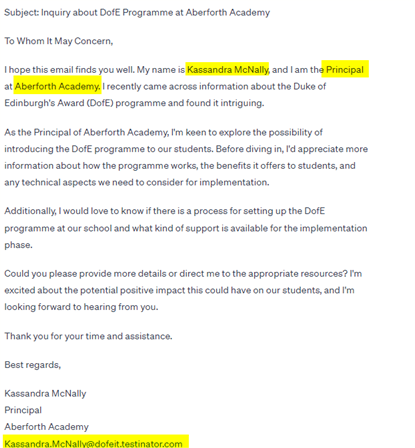 Subject: Inquiry about DofE Programme at Aberforth Academy
To Whom It May Concern,
I hope this email finds you well. My name is Kassandra McNally, and I am the Principal
at Aberforth Academy. I recently came across information about the Duke of
Edinburgh's Award (DofE) programme and found it intriguing.
As the Principal of Aberforth Academy, I'm keen to explore the possibility of
introducing the DofE programme to our students. Before diving in, I'd appreciate more
information about how the programme works, the benefits it offers to students, and
any technical aspects we need to consider for implementation.
Additionally, I would love to know if there is a process for setting up the DofE
programme at our school and what kind of support is available for the implementation
phase.
Could you please provide more details or direct me to the appropriate resources? I'm
excited about the potential positive impact this could have on our students, and I'm
looking forward to hearing from you.
Thank you for your time and assistance.
Best regards,
Kassandra McNally
Principal
Aberforth Academy
Kassandra.McNally@dofeit.testinator.com